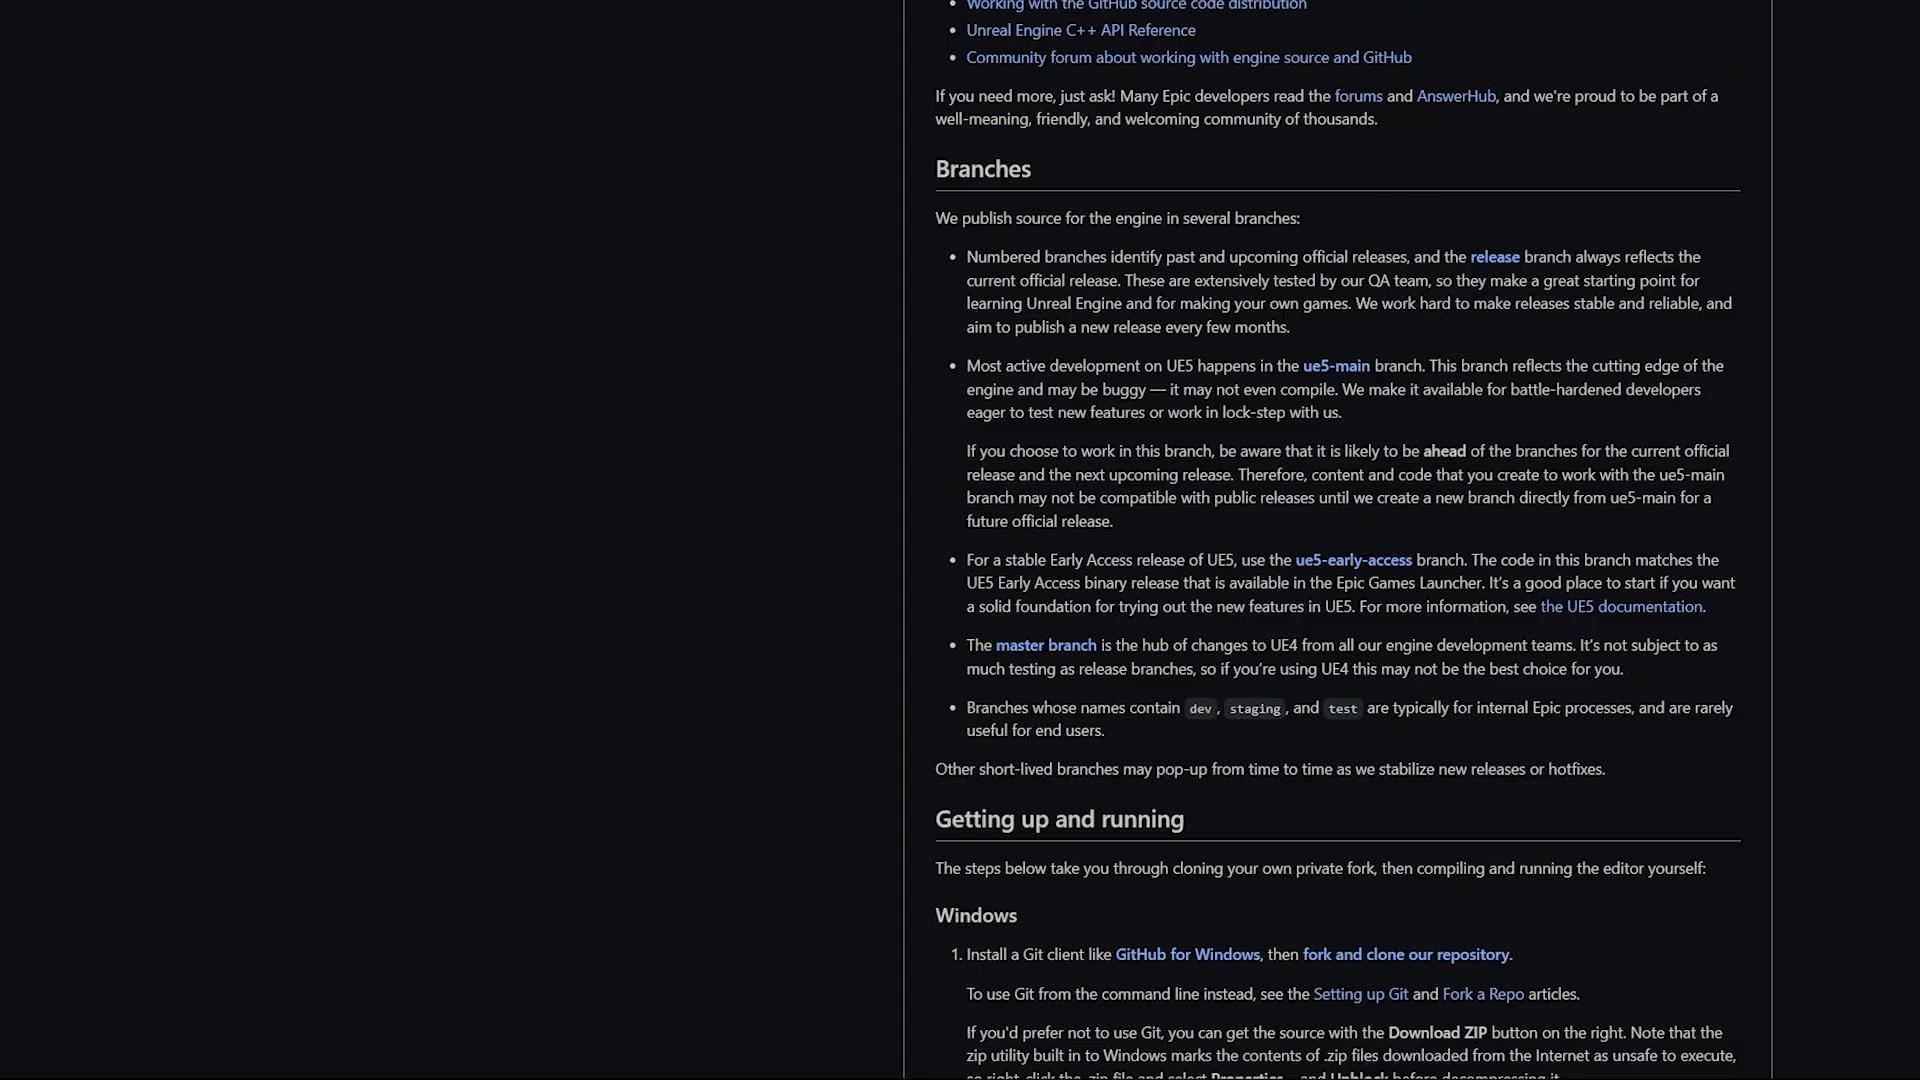 Working with the GitHub source code distribution
Unreal Engine C++ API Reference
Community forum about working with engine source and GitHub
If you need more, just ask! Many Epic developers read the forums and AnswerHub, and we're proud to be part of a
well-meaning, friendly, and welcoming community of thousands.
Branches
We publish source for the engine in several branches:
Numbered branches identify past and upcoming official releases, and the release branch always reflects the
current official release. These are extensively tested by our QA team, so they make a great starting point for
learning Unreal Engine and for making your own games. We work hard to make releases stable and reliable, and
aim to publish a new release every few months.
Most active development on UE5 happens in the ue5-main branch. This branch reflects the cutting edge of the
engine and may be buggy — it may not even compile. We make it available for battle-hardened developers
eager to test new features or work in lock-step with us.
If you choose to work in this branch, be aware that it is likely to be ahead of the branches for the current official
release and the next upcoming release. Therefore, content and code that you create to work with the ue5-main
branch may not be compatible with public releases until we create a new branch directly from ue5-main for a
future official release.
For a stable Early Access release of UE5, use the ue5-early-access branch. The code in this branch matches the
UE5 Early Access binary release that is available in the Epic Games Launcher. It's a good place to start if you want
a solid foundation for trying out the new features in UE5. For more information, see the UE5 documentation.
The master branch is the hub of changes to UE4 from all our engine development teams. It's not subject to as
much testing as release branches, so if you're using UE4 this may not be the best choice for you.
Branches whose names contain dev, staging, and test are typically for internal Epic processes, and are rarely
useful for end users.
Other short-lived branches may pop-up from time to time as we stabilize new releases or hotfixes.
Getting up and running
The steps below take you through cloning your own private fork, then compiling and running the editor yourself:
Windows
1. Install a Git client like GitHub for Windows, then fork and clone our repository.
To use Git from the command line instead, see the Setting up Git and Fork a Repo articles.
If you'd prefer not to use Git, you can get the source with the Download ZIP button on the right. Note that the
zip utility built in to Windows marks the contents of .zip files downloaded from the Internet as unsafe to execute,
so right-click the .zip file and select Properties... and Unblock before decompressing it.